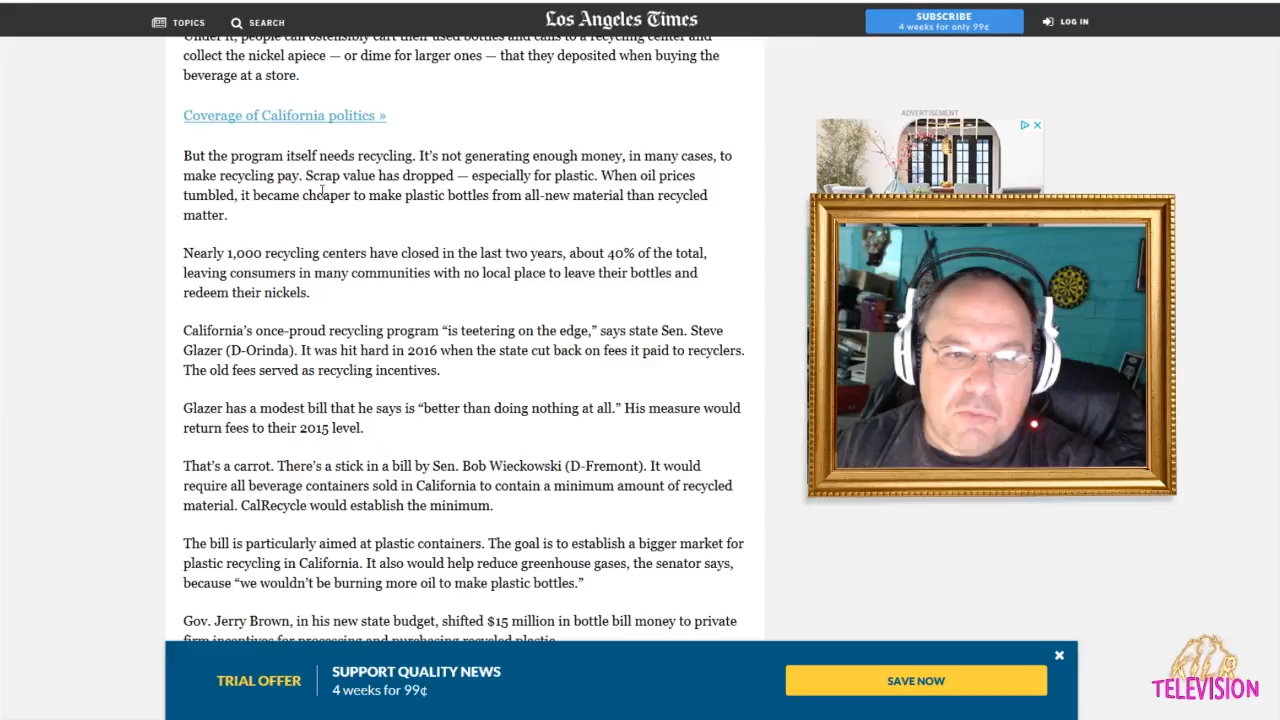 TOPICS
SEARCH
Los Angeles Times
SUBSCRIBE
4 weeks for only 99¢
LOG IN
Under it, people can ostensibly cart their used bottles and cans to a recycling center and
collect the nickel apiece — or dime for larger ones — that they deposited when buying the
beverage at a store.
Coverage of California politics »
But the program itself needs recycling. It’s not generating enough money, in many cases, to
make recycling pay. Scrap value has dropped — especially for plastic. When oil prices
tumbled, it became cheaper to make plastic bottles from all-new material than recycled
matter.
Nearly 1,000 recycling centers have closed in the last two years, about 40% of the total,
leaving consumers in many communities with no local place to leave their bottles and
redeem their nickels.
California’s once-proud recycling program “is teetering on the edge,” says state Sen. Steve
Glazer (D-Orinda). It was hit hard in 2016 when the state cut back on fees it paid to recyclers.
The old fees served as recycling incentives.
Glazer has a modest bill that he says is “better than doing nothing at all.” His measure would
return fees to their 2015 level.
That’s a carrot. There’s a stick in a bill by Sen. Bob Wieckowski (D-Fremont). It would
require all beverage containers sold in California to contain a minimum amount of recycled
material. CalRecycle would establish the minimum.
The bill is particularly aimed at plastic containers. The goal is to establish a bigger market for
plastic recycling in California. It also would help reduce greenhouse gases, the senator says,
because “we wouldn’t be burning more oil to make plastic bottles.”
Gov. Jerry Brown, in his new state budget, shifted $15 million in bottle bill money to private
firm incentives for processing and purchasing recycled plastic.
ADVERTISEMENT
TRIAL OFFER
SUPPORT QUALITY NEWS
4 weeks for 99¢
SAVE NOW
KILR
TELEVISION